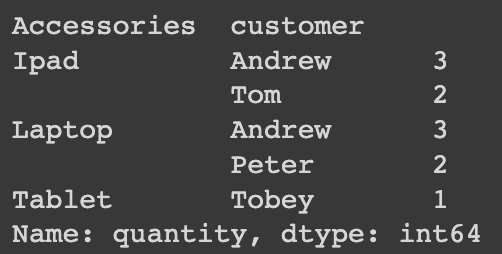 Accessories  customer
Ipad         Andrew      3
             Tom         2
Laptop       Andrew      3
             Peter       2
Tablet       Tobey       1
Name: quantity, dtype: int64